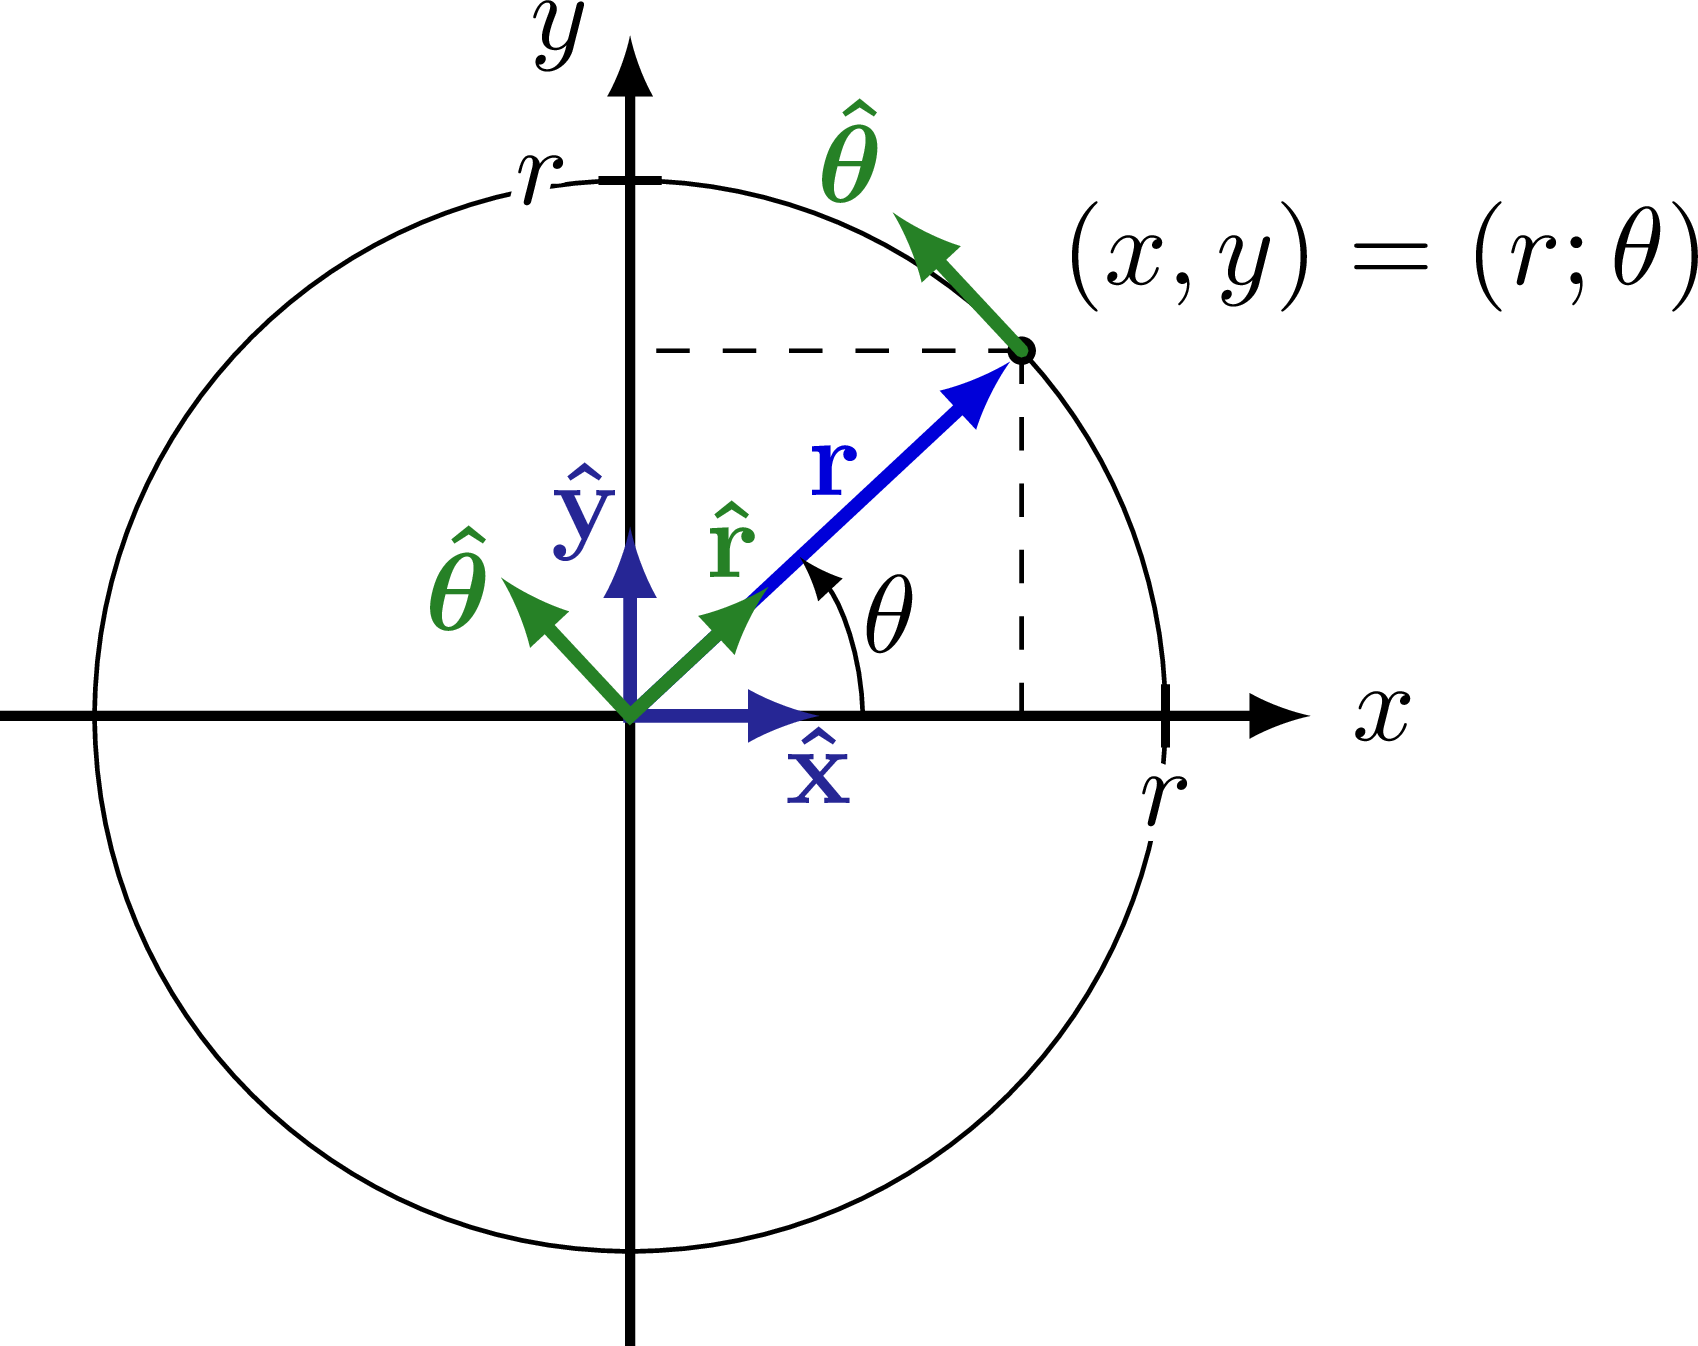 y
r
θ̂
(x, y) = (r; θ)
r
ŷ
r̂
θ̂
θ
x
x̂
r